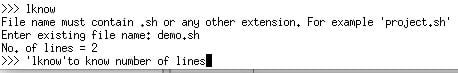 >>> lknow
File name must contain .sh or any other extension. For example 'project.sh'
Enter existing file name: demo.sh
No. of lines = 2
>>> 'lknow'to know number of lines